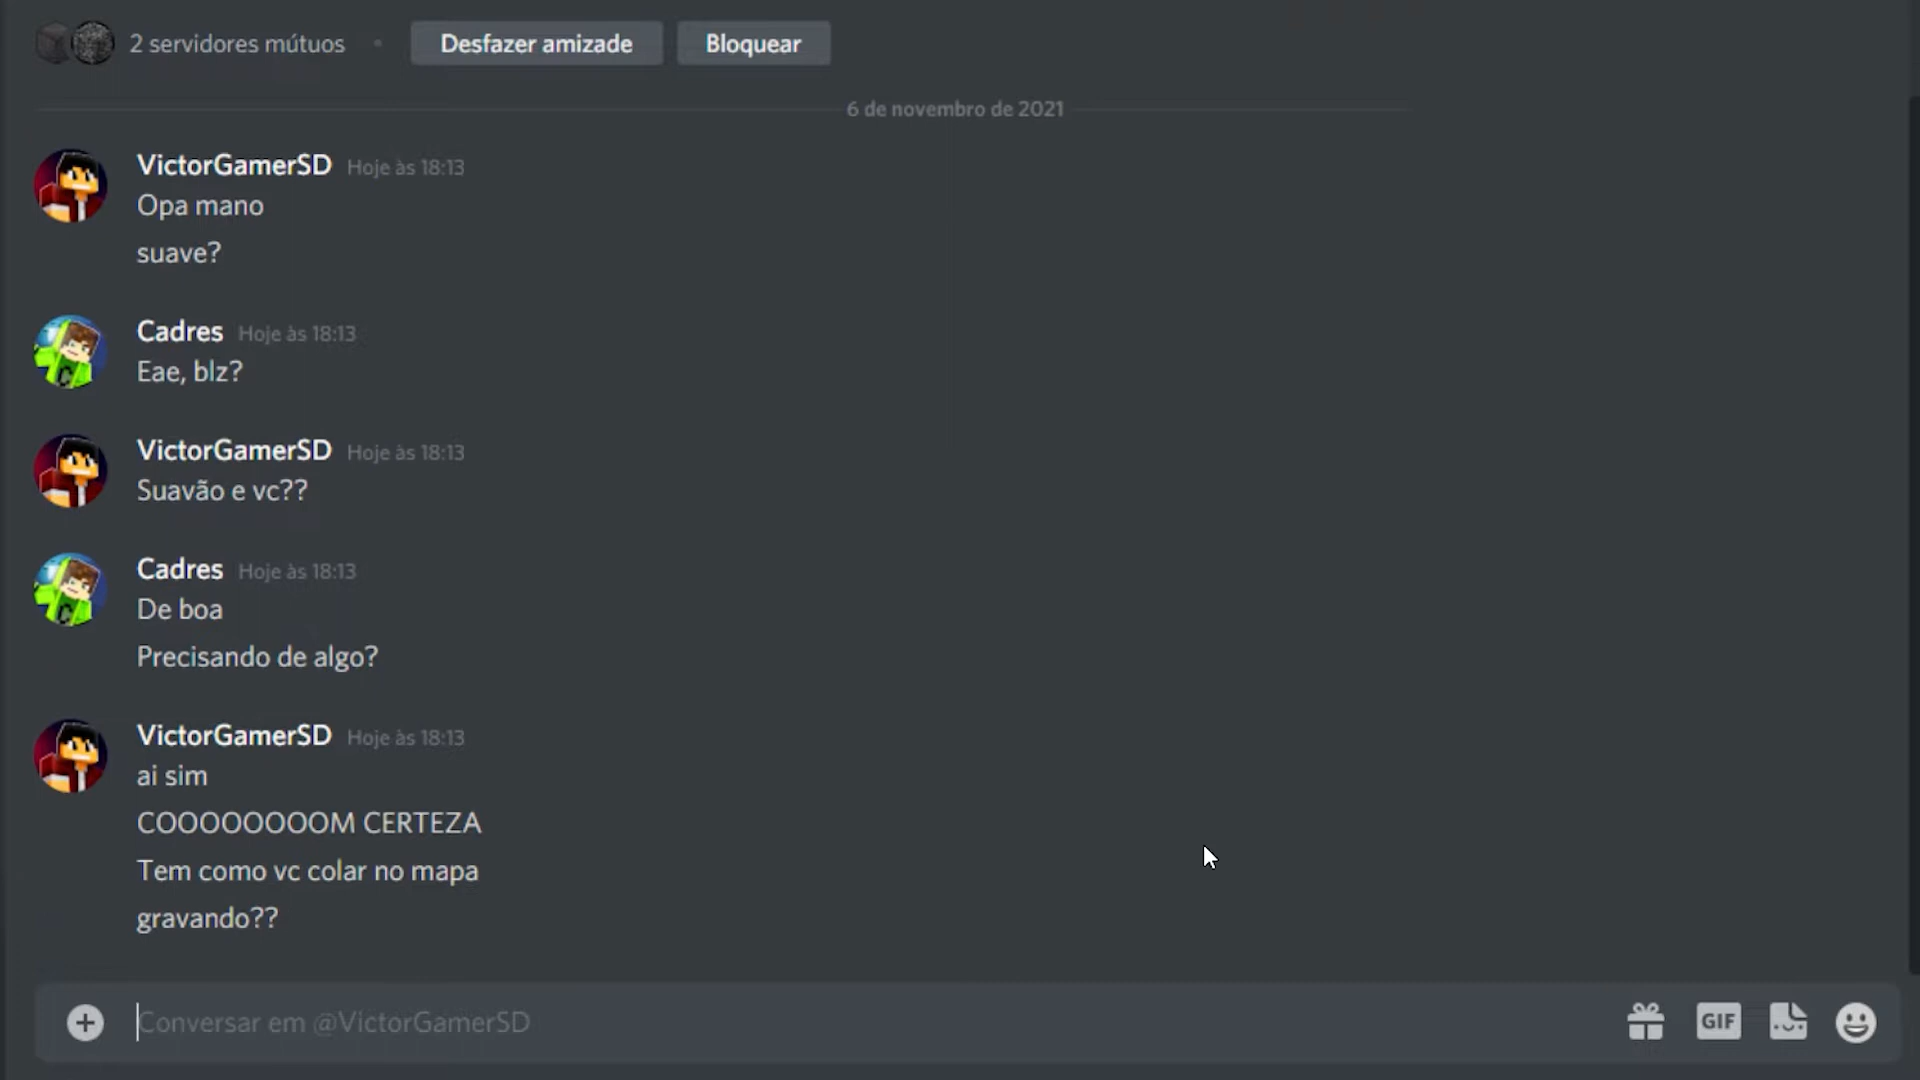 2 servidores mútuos
Desfazer amizade
Bloquear
6 de novembro de 2021
VictorGamerSD Hoje às 18:13
Opa mano
suave?
Cadres Hoje às 18:13
Eae, blz?
VictorGamerSD Hoje às 18:13
Suavão e vc??
Cadres Hoje às 18:13
De boa
Precisando de algo?
VictorGamerSD Hoje às 18:13
ai sim
COOOOOOOOM CERTEZA
Tem como vc colar no mapa
gravando??
Conversar em @VictorGamerSD
GIF